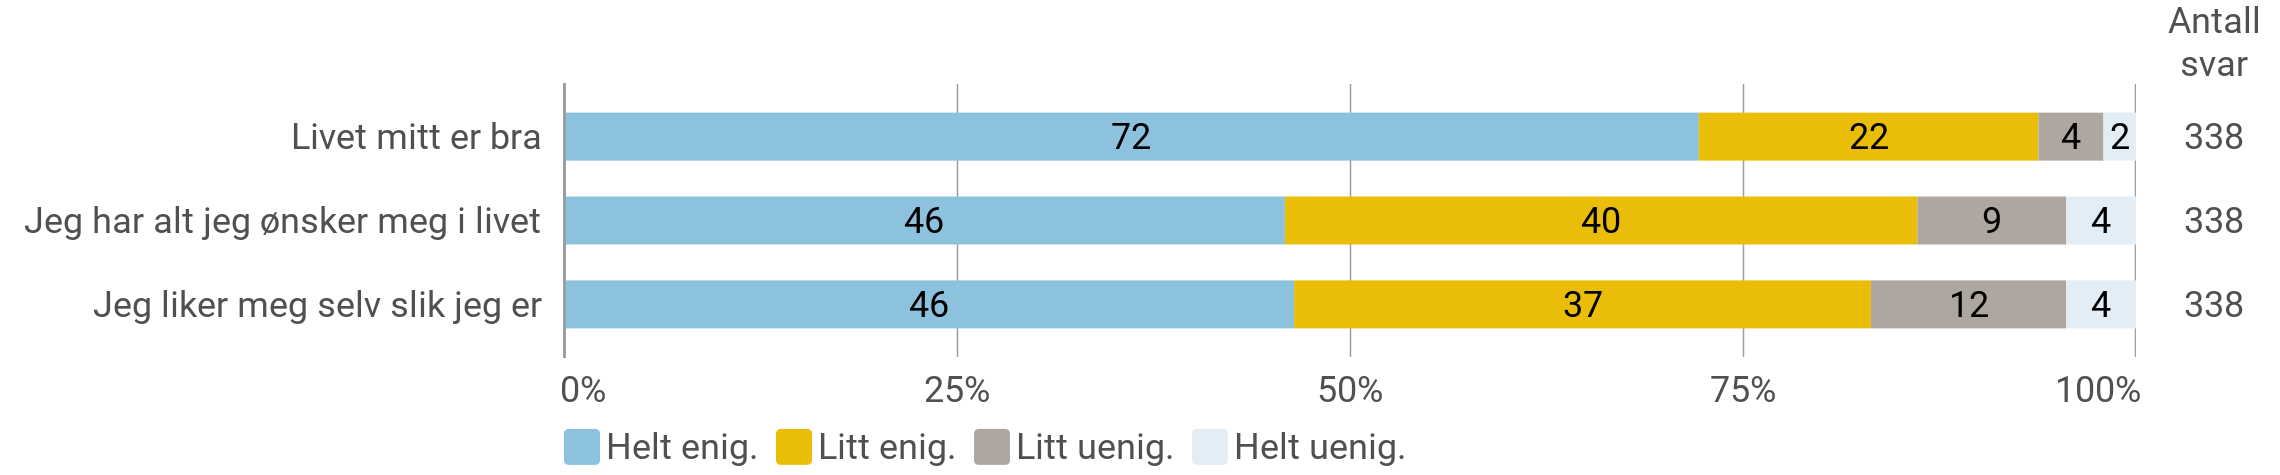 Antall
svar
Livet mitt er bra 72 22 4 2 338
Jeg har alt jeg ønsker meg i livet 46 40 9 4 338
Jeg liker meg selv slik jeg er 46 37 12 4 338
0% 25% 50% 75% 100%
Helt enig. Litt enig. Litt uenig. Helt uenig.